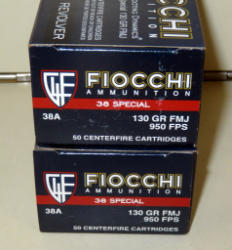 REVOLVER
FIOCCHI
AMMUNITION
38 SPECIAL
38A
130 GR FMJ
950 FPS
50 CENTERFIRE CARTRIDGES
FIOCCHI
AMMUNITION
38 SPECIAL
38A
130 GR FMJ
950 FPS
50 CENTERFIRE CARTRIDGES